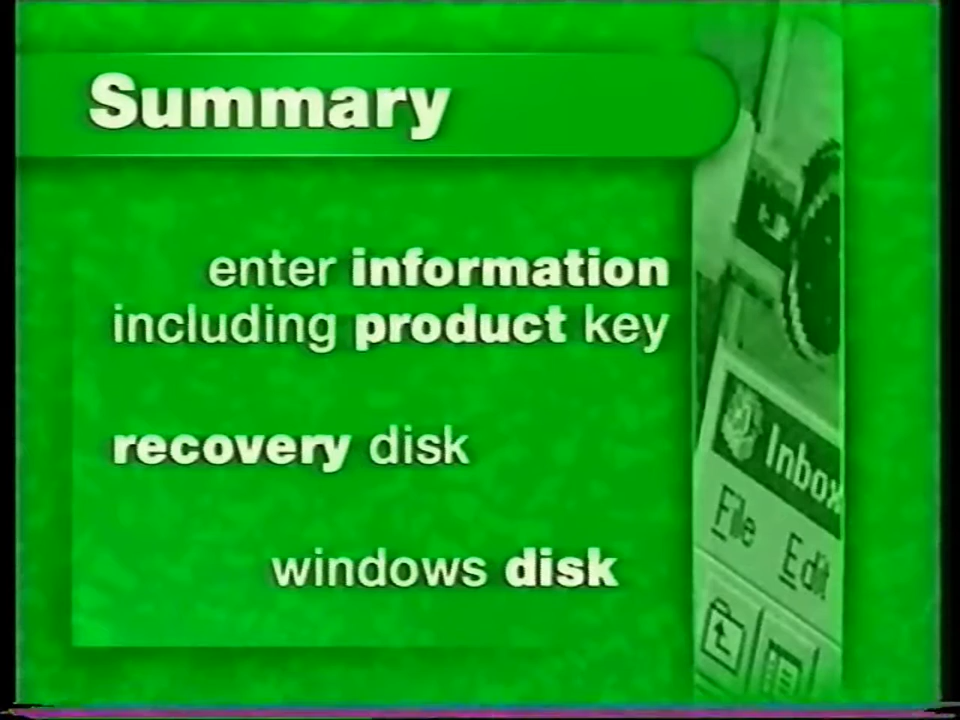 Summary
enter information
including product key
recovery disk
windows disk
Inbox
File Edit